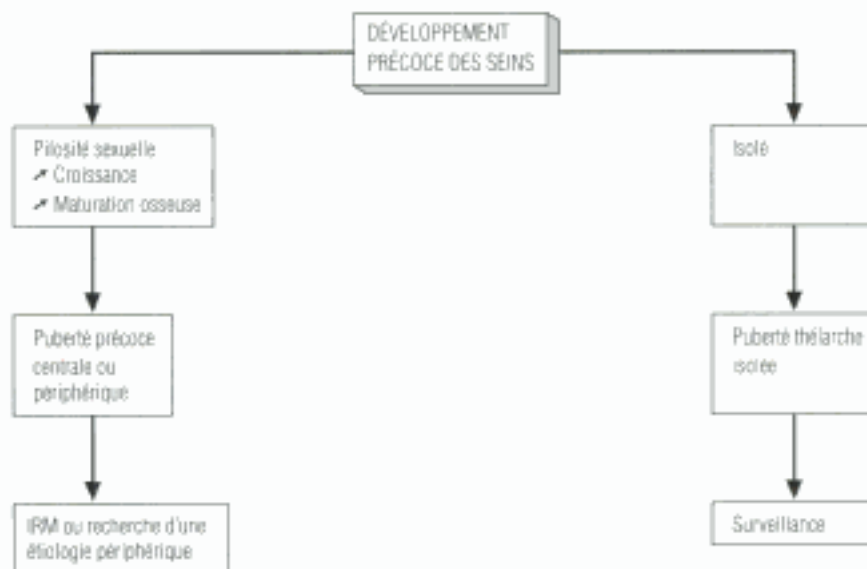 DÉVELOPPEMENT
PRÉCOCE DES SEINS
Pilosité sexuelle
↗ Croissance
↗ Maturation osseuse
Isolé
Puberté précoce
centrale ou
périphérique
Puberté thélarche
isolée
IRM ou recherche d'une
étiologie périphérique
Surveillance